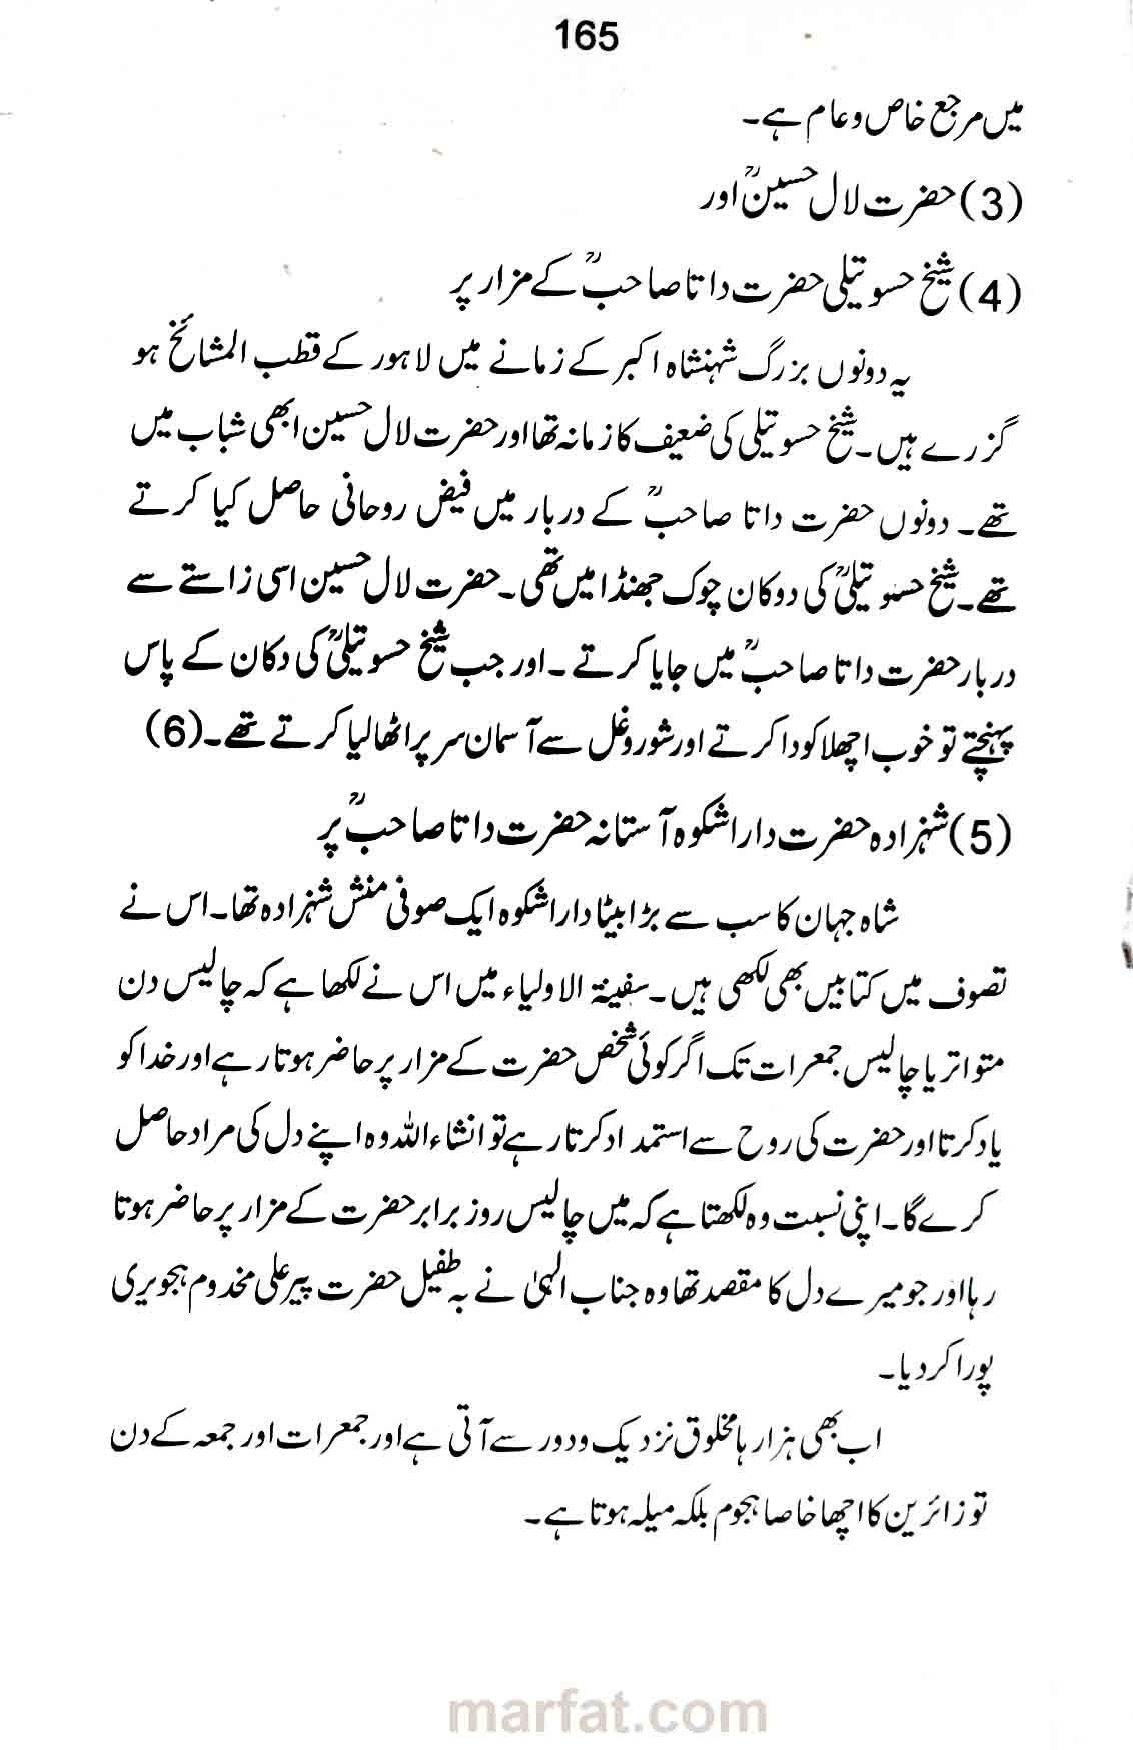 165
میں مرجع خاص و عام ہے۔
(3) حضرت لال حسینؒ اور
(4) شیخ حسو تیلی حضرت داتا صاحبؒ کے مزار پر
یہ دونوں بزرگ شہنشاہ اکبر کے زمانے میں لاہور کے قطب المشائخ ہو
گزرے ہیں۔ شیخ حسو تیلی کی ضعیف کا زمانہ تھا اور حضرت لال حسین ابھی شباب میں
تھے۔ دونوں حضرت داتا صاحبؒ کے دربار میں فیض روحانی حاصل کیا کرتے
تھے۔ شیخ حسو تیلیؒ کی دوکان چوک جھنڈا میں تھی۔ حضرت لال حسین اسی راستے سے
دربار حضرت داتا صاحبؒ میں جایا کرتے ۔ اور جب شیخ حسو تیلیؒ کی دکان کے پاس
پہنچتے تو خوب اچھلا کودا کرتے اور شور و غل سے آسمان سر پر اٹھا لیا کرتے تھے۔ (6)
(5) شہزادہ حضرت دارا شکوہ آستانہ حضرت داتا صاحبؒ پر
شاہ جہان کا سب سے بڑا بیٹا دارا شکوہ ایک صوفی منش شہزادہ تھا۔ اس نے
تصوف میں کتابیں بھی لکھی ہیں۔ سفینۃ الاولیاء میں اس نے لکھا ہے کہ چالیس دن
متواتر یا چالیس جمعرات تک اگر کوئی شخص حضرت کے مزار پر حاضر ہوتا رہے اور خدا کو
یاد کرتا اور حضرت کی روح سے استمداد کرتا رہے تو انشاء اللہ وہ اپنے دل کی مراد حاصل
کرے گا۔ اپنی نسبت وہ لکھتا ہے کہ میں چالیس روز برابر حضرت کے مزار پر حاضر ہوتا
رہا اور جو میرے دل کا مقصد تھا وہ جناب الہیٰ نے بہ طفیل حضرت پیر علی مخدوم ہجویری
پورا کر دیا۔
اب بھی ہزار ہا مخلوق نزدیک و دور سے آتی ہے اور جمعرات اور جمعہ کے دن
تو زائرین کا اچھا خاصا ہجوم بلکہ میلہ ہوتا ہے۔
marfat.com